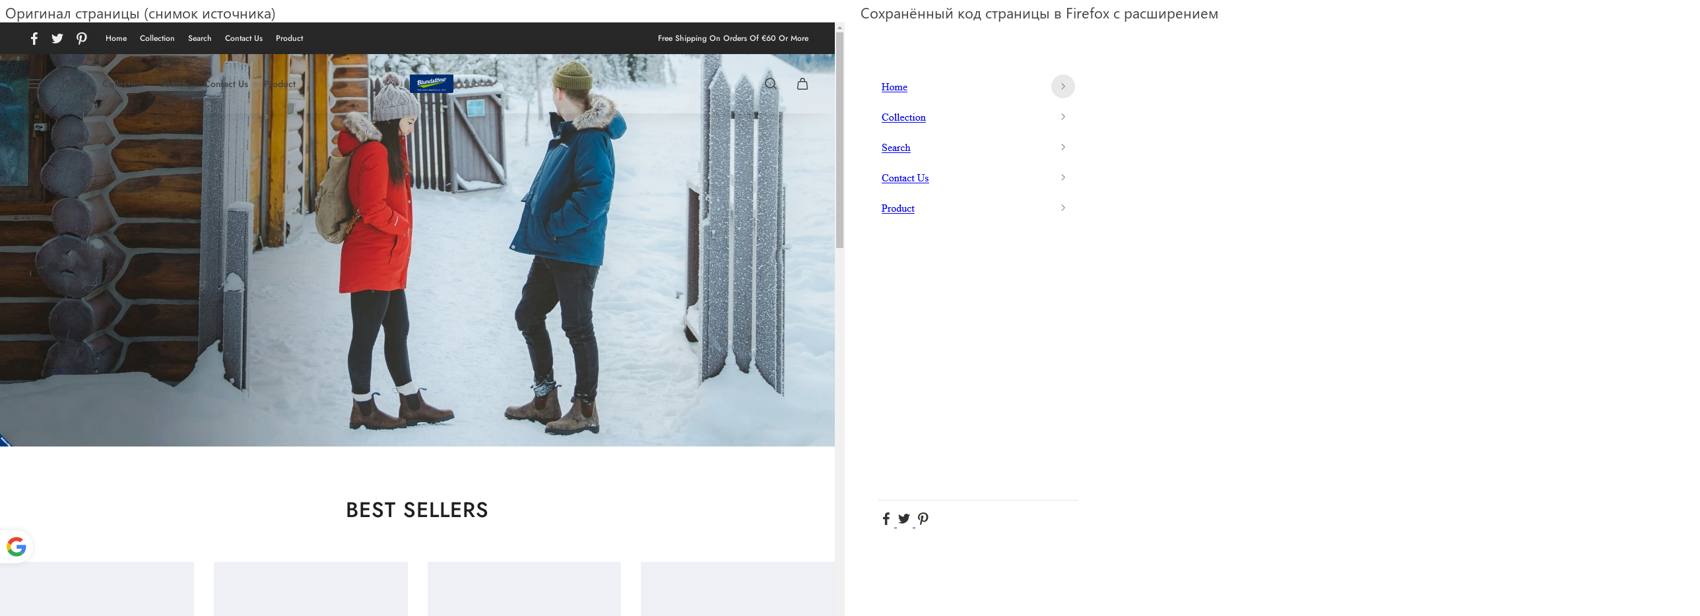 Оригинал страницы (снимок источника)
Home Collection Search Contact Us Product
Free Shipping On Orders Of €60 Or More
Contact Us Product
Blundstone
BEST SELLERS
Сохранённый код страницы в Firefox с расширением
Home
Collection
Search
Contact Us
Product